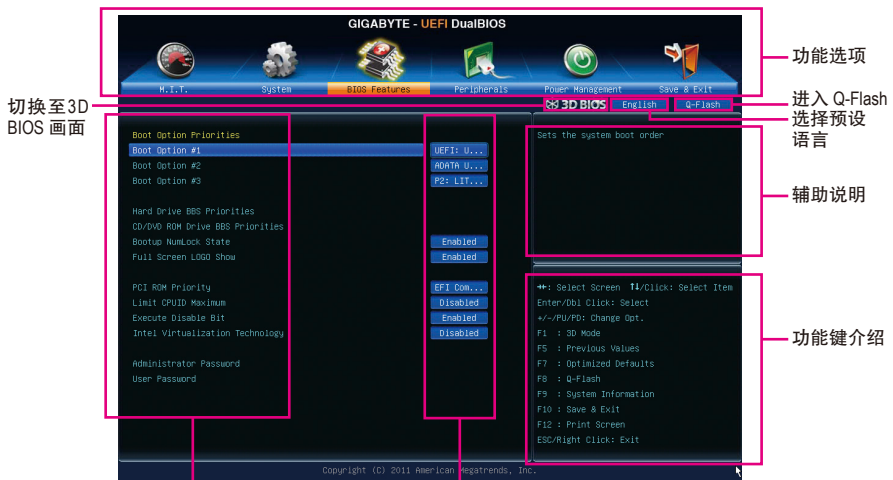 GIGABYTE - UEFI DualBIOS
M.I.T.
System
BIOS Features
Peripherals
Power Management
Save & Exit
功能选项
切换至3D
BIOS 画面
3D BIOS
English
Q-Flash
进入 Q-Flash
选择预设
语言
Boot Option Priorities
Boot Option #1 UEFI: U...
Boot Option #2 ADATA U...
Boot Option #3 P2: LIT...
Hard Drive BBS Priorities
CD/DVD ROM Drive BBS Priorities
Bootup NumLock State Enabled
Full Screen LOGO Show Enabled
PCI ROM Priority EFI Com...
Limit CPUID Maximum Disabled
Execute Disable Bit Enabled
Intel Virtualization Technology Disabled
Administrator Password
User Password
Sets the system boot order
辅助说明
→←: Select Screen ↑↓/Click: Select Item
Enter/Dbl Click: Select
+/-/PU/PD: Change Opt.
F1 : 3D Mode
F5 : Previous Values
F7 : Optimized Defaults
F8 : Q-Flash
F9 : System Information
F10 : Save & Exit
F12 : Print Screen
ESC/Right Click: Exit
功能键介绍
Copyright (C) 2011 American Megatrends, Inc.